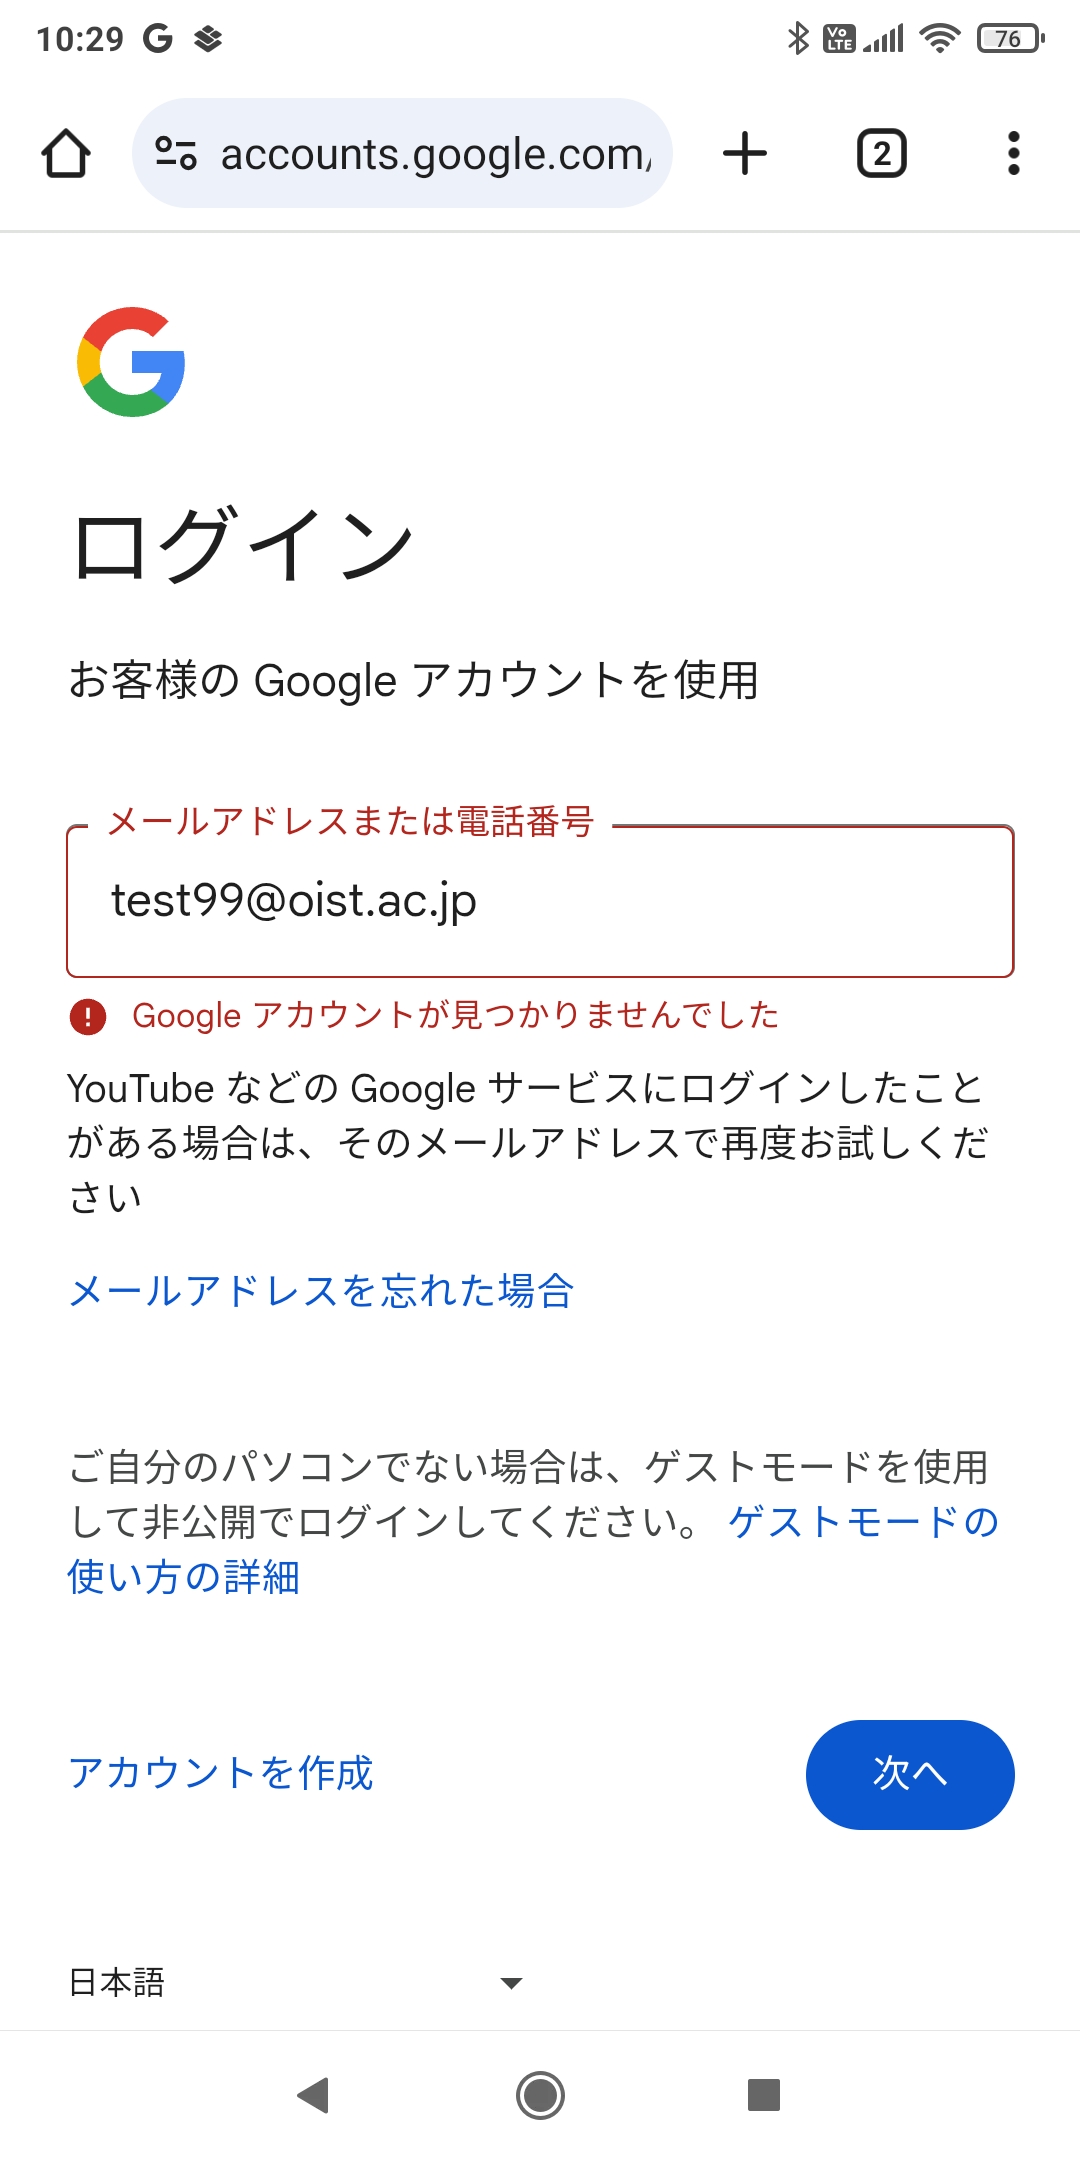 10:29
Vo LTE
76
accounts.google.com/
2
ログイン
お客様の Google アカウントを使用
メールアドレスまたは電話番号
test99@oist.ac.jp
Google アカウントが見つかりませんでした
YouTube などの Google サービスにログインしたこと
がある場合は、そのメールアドレスで再度お試しくだ
さい
メールアドレスを忘れた場合
ご自分のパソコンでない場合は、ゲストモードを使用
して非公開でログインしてください。 ゲストモードの
使い方の詳細
アカウントを作成
次へ
日本語